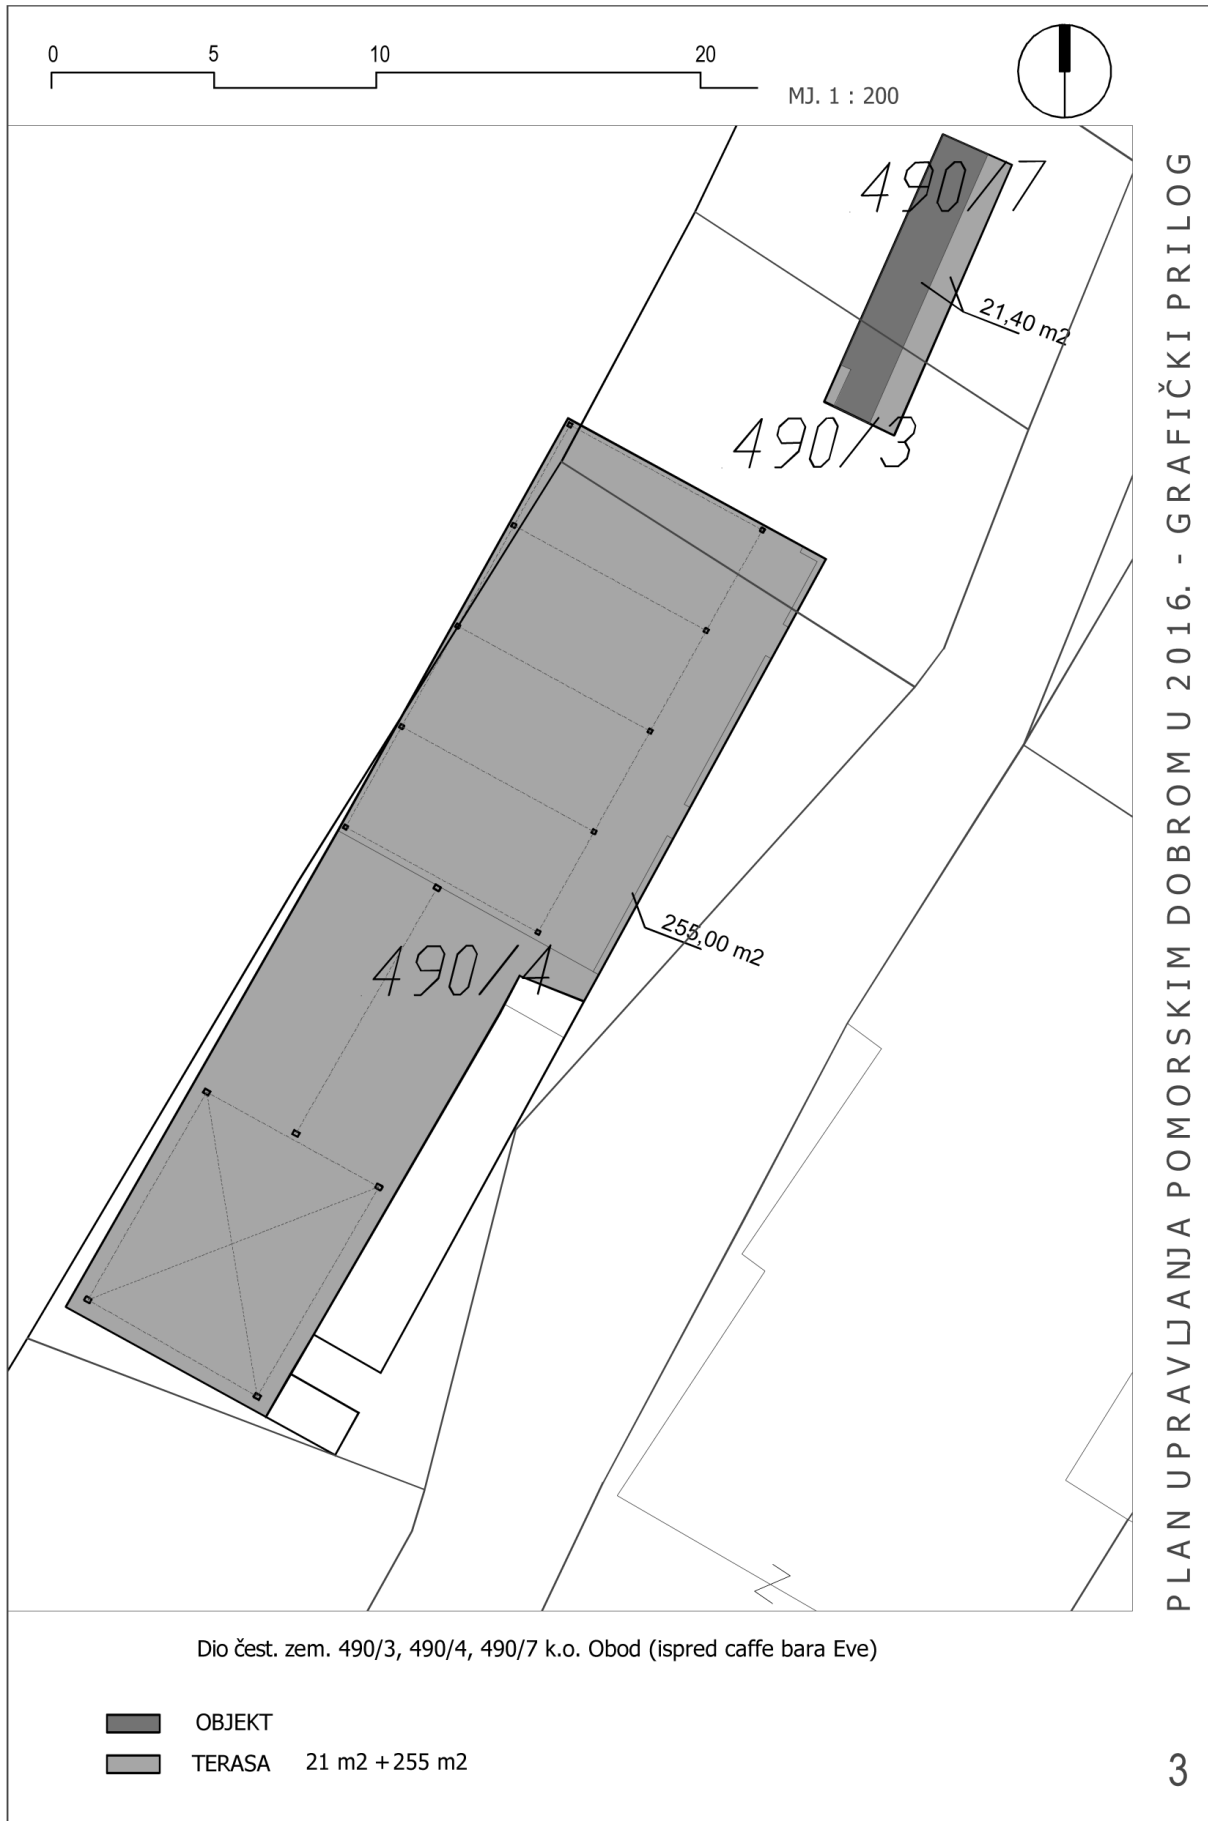 0 5 10 20
MJ. 1 : 200
490/7
21,40 m2
490/3
255,00 m2
490/4
Z
PLAN UPRAVLJANJA POMORSKIM DOBROM U 2016. - GRAFIČKI PRILOG
Dio čest. zem. 490/3, 490/4, 490/7 k.o. Obod (ispred caffe bara Eve)
OBJEKT
TERASA 21 m2 + 255 m2
3